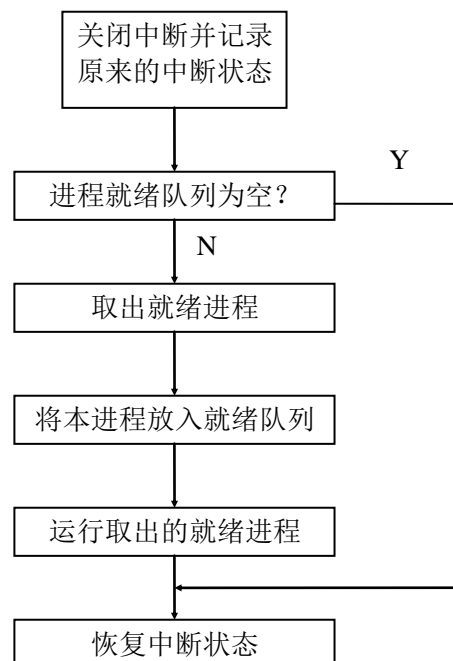 关闭中断并记录
原来的中断状态
Y
进程就绪队列为空？
N
取出就绪进程
将本进程放入就绪队列
运行取出的就绪进程
恢复中断状态